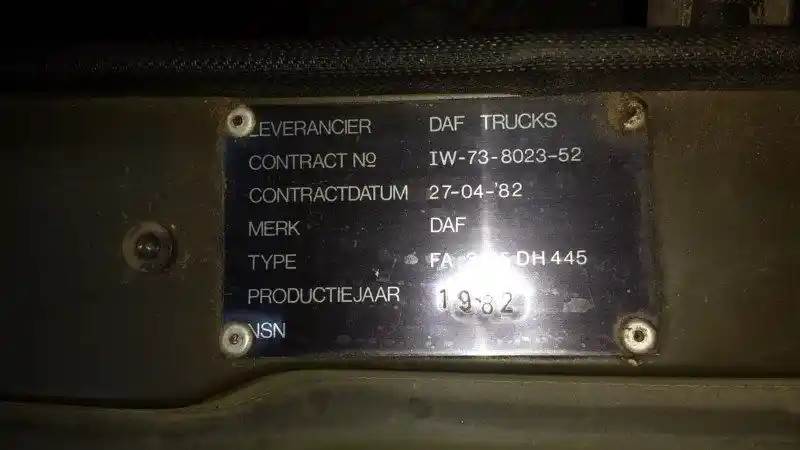 LEVERANCIER DAF TRUCKS
CONTRACT No IW-73-8023-52
CONTRACTDATUM 27-04-'82
MERK DAF
TYPE FA DH 445
PRODUCTIEJAAR 1982
NSN